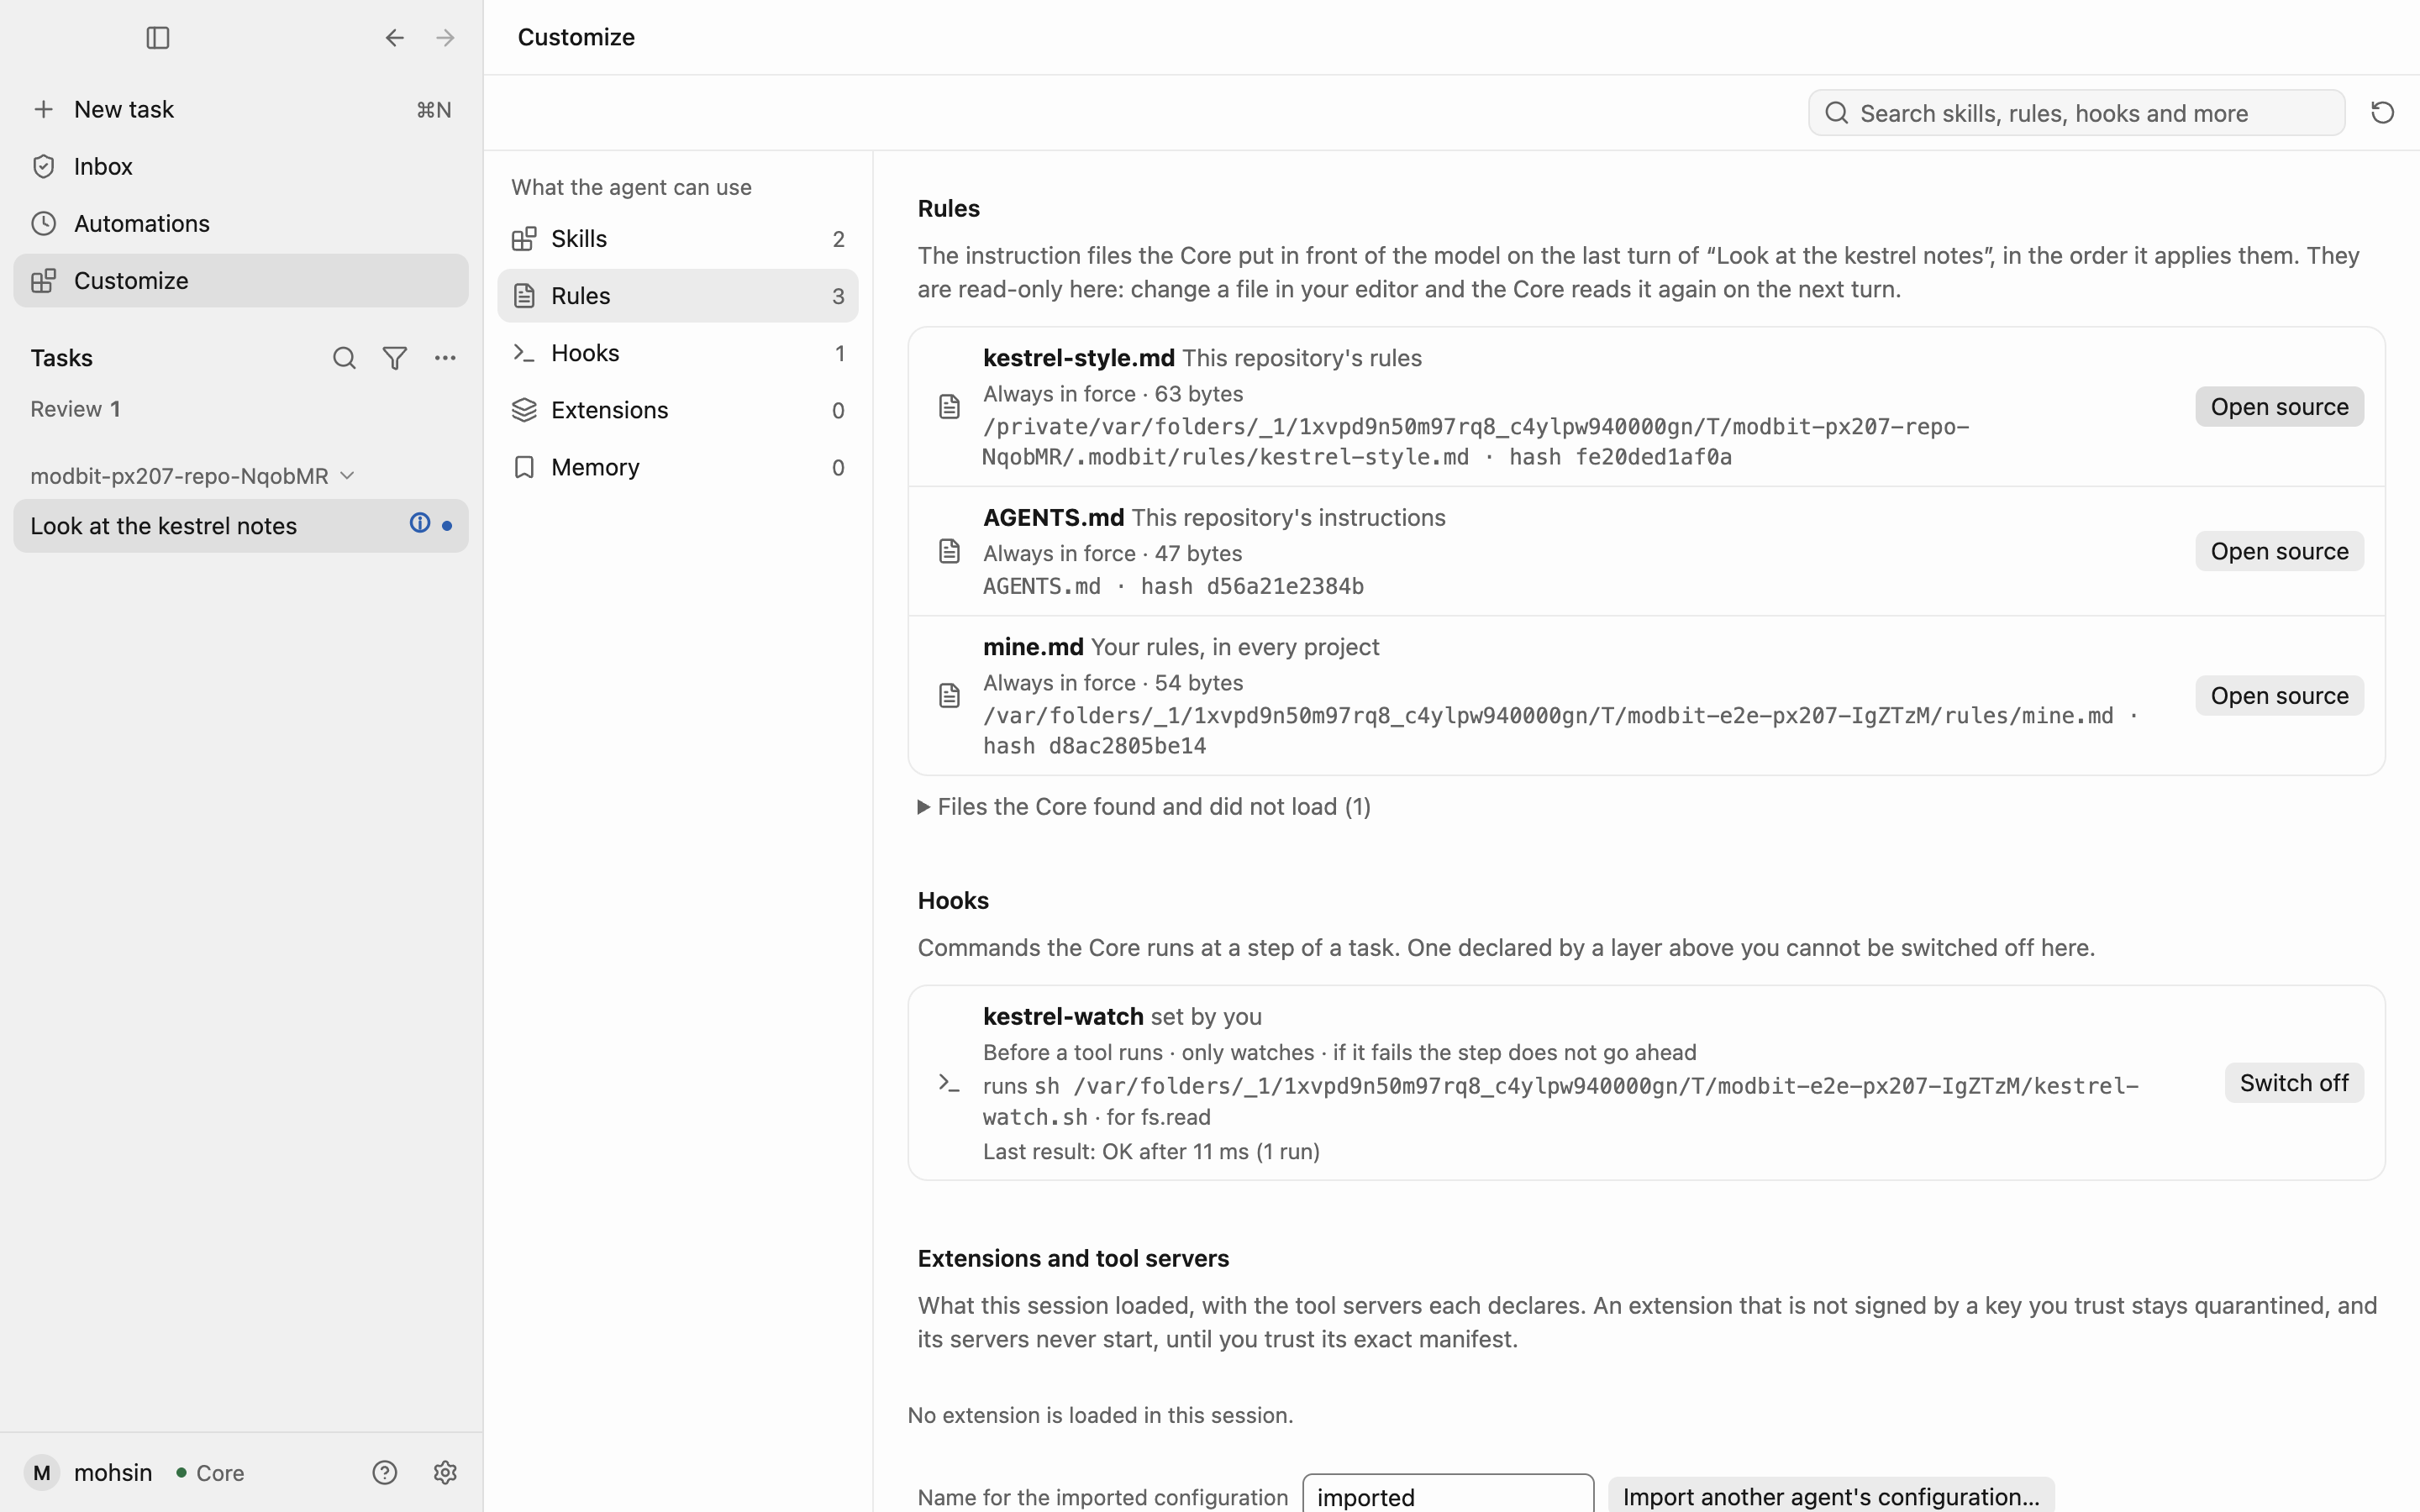 New task ⌘N
Inbox
Automations
Customize
Tasks
Review 1
modbit-px207-repo-NqobMR
Look at the kestrel notes
M mohsin Core
Customize
Search skills, rules, hooks and more
What the agent can use
Skills 2
Rules 3
Hooks 1
Extensions 0
Memory 0
Rules
The instruction files the Core put in front of the model on the last turn of “Look at the kestrel notes”, in the order it applies them. They
are read-only here: change a file in your editor and the Core reads it again on the next turn.
kestrel-style.md This repository's rules
Always in force · 63 bytes
/private/var/folders/_1/1xvpd9n50m97rq8_c4ylpw940000gn/T/modbit-px207-repo-
NqobMR/.modbit/rules/kestrel-style.md · hash fe20ded1af0a
Open source
AGENTS.md This repository's instructions
Always in force · 47 bytes
AGENTS.md · hash d56a21e2384b
Open source
mine.md Your rules, in every project
Always in force · 54 bytes
/var/folders/_1/1xvpd9n50m97rq8_c4ylpw940000gn/T/modbit-e2e-px207-IgZTzM/rules/mine.md ·
hash d8ac2805be14
Open source
Files the Core found and did not load (1)
Hooks
Commands the Core runs at a step of a task. One declared by a layer above you cannot be switched off here.
kestrel-watch set by you
Before a tool runs · only watches · if it fails the step does not go ahead
runs sh /var/folders/_1/1xvpd9n50m97rq8_c4ylpw940000gn/T/modbit-e2e-px207-IgZTzM/kestrel-
watch.sh · for fs.read
Last result: OK after 11 ms (1 run)
Switch off
Extensions and tool servers
What this session loaded, with the tool servers each declares. An extension that is not signed by a key you trust stays quarantined, and
its servers never start, until you trust its exact manifest.
No extension is loaded in this session.
Name for the imported configuration imported Import another agent's configuration...